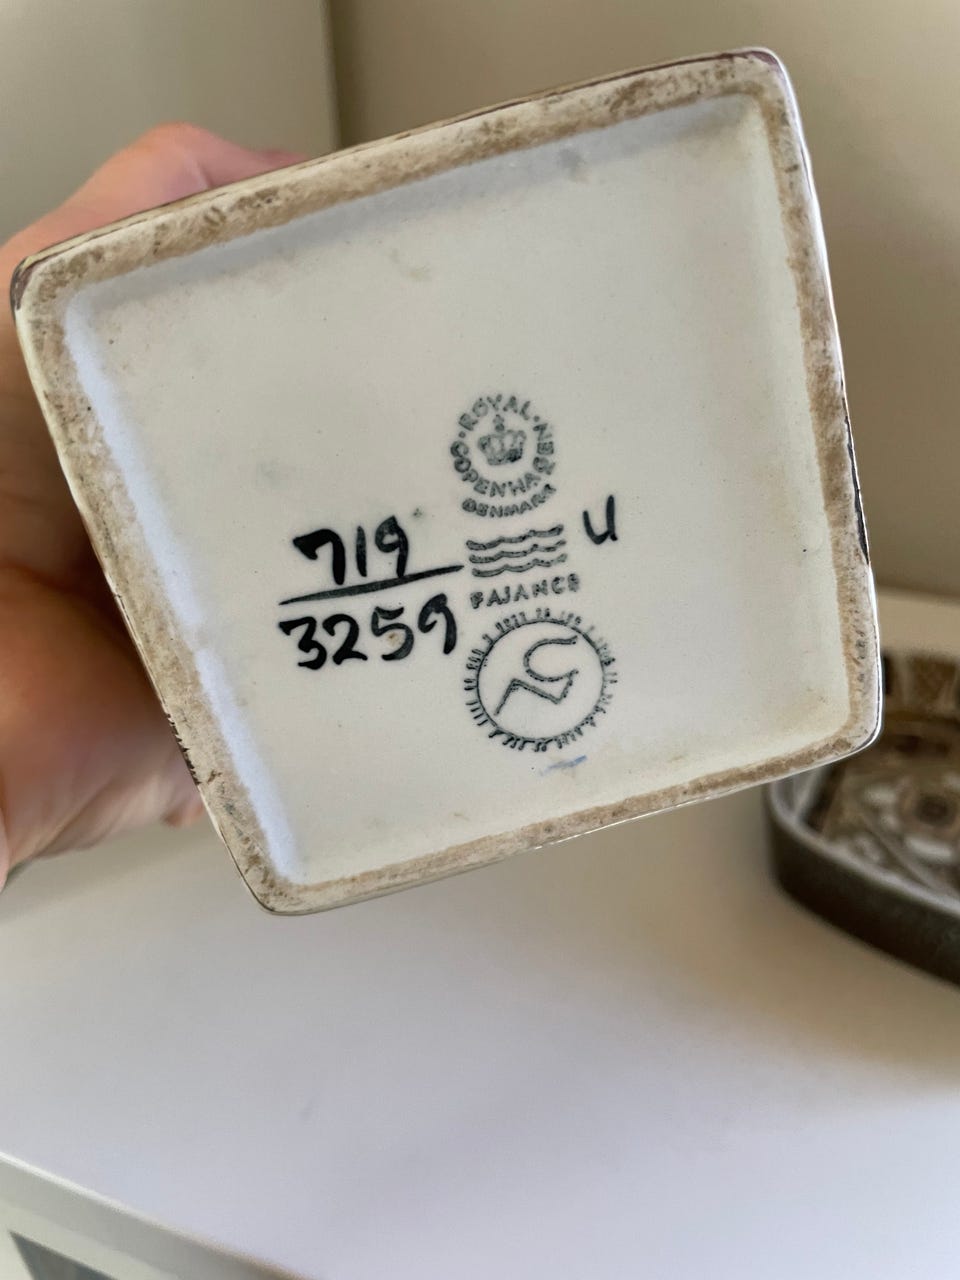 · ROYAL · COPENHAGEN
DENMARK
719
U
FAJANCE
3259